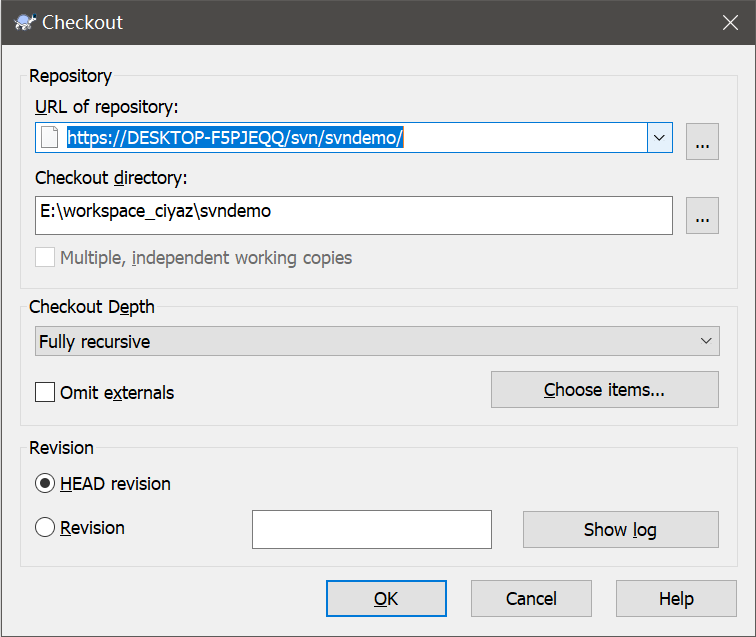 Checkout
Repository
URL of repository:
https://DESKTOP-F5PJEQQ/svn/svndemo/
...
Checkout directory:
E:\workspace_ciyaz\svndemo
...
Multiple, independent working copies
Checkout Depth
Fully recursive
Omit externals
Choose items...
Revision
HEAD revision
Revision
Show log
OK
Cancel
Help